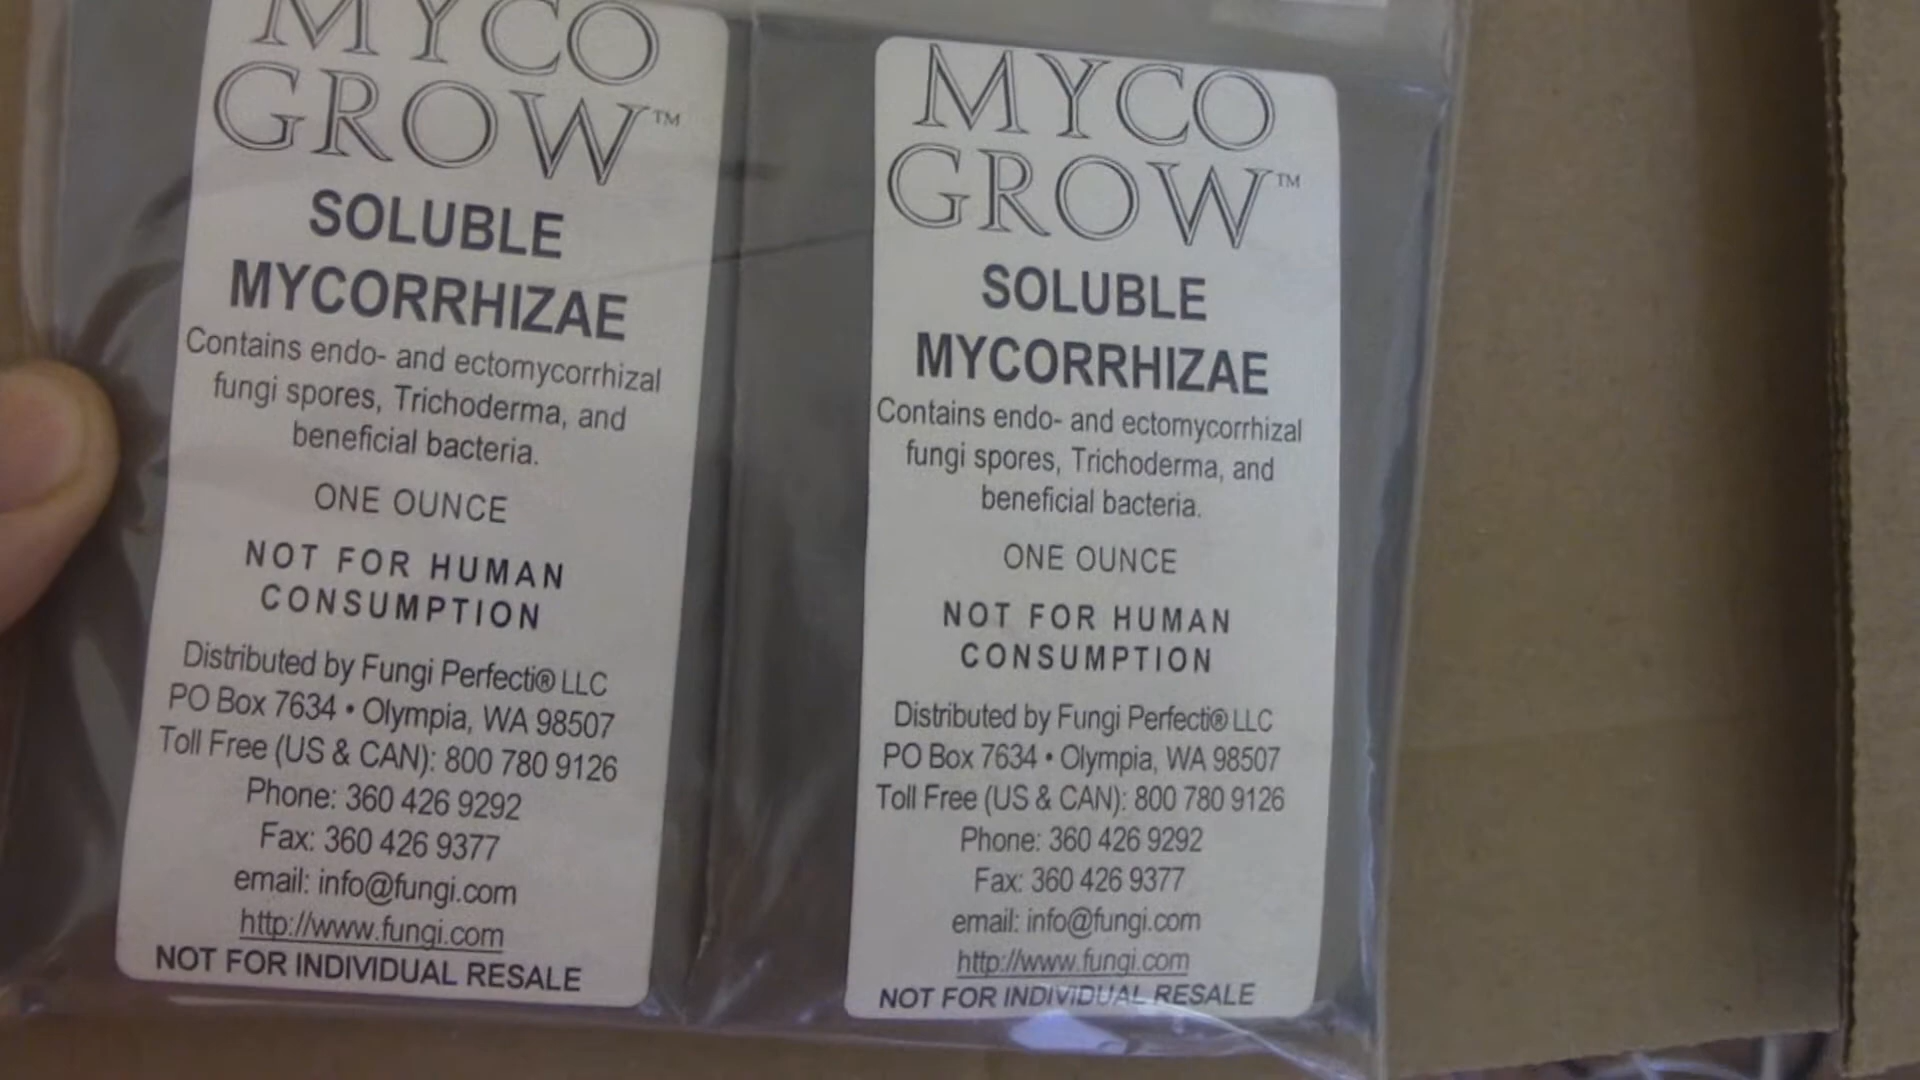 MYCO
GROW™
SOLUBLE
MYCORRHIZAE
Contains endo- and ectomycorrhizal
fungi spores, Trichoderma, and
beneficial bacteria.
ONE OUNCE
NOT FOR HUMAN
CONSUMPTION
Distributed by Fungi Perfecti® LLC
PO Box 7634 • Olympia, WA 98507
Toll Free (US & CAN): 800 780 9126
Phone: 360 426 9292
Fax: 360 426 9377
email: info@fungi.com
http://www.fungi.com
NOT FOR INDIVIDUAL RESALE
MYCO
GROW™
SOLUBLE
MYCORRHIZAE
Contains endo- and ectomycorrhizal
fungi spores, Trichoderma, and
beneficial bacteria.
ONE OUNCE
NOT FOR HUMAN
CONSUMPTION
Distributed by Fungi Perfecti® LLC
PO Box 7634 • Olympia, WA 98507
Toll Free (US & CAN): 800 780 9126
Phone: 360 426 9292
Fax: 360 426 9377
email: info@fungi.com
http://www.fungi.com
NOT FOR INDIVIDUAL RESALE